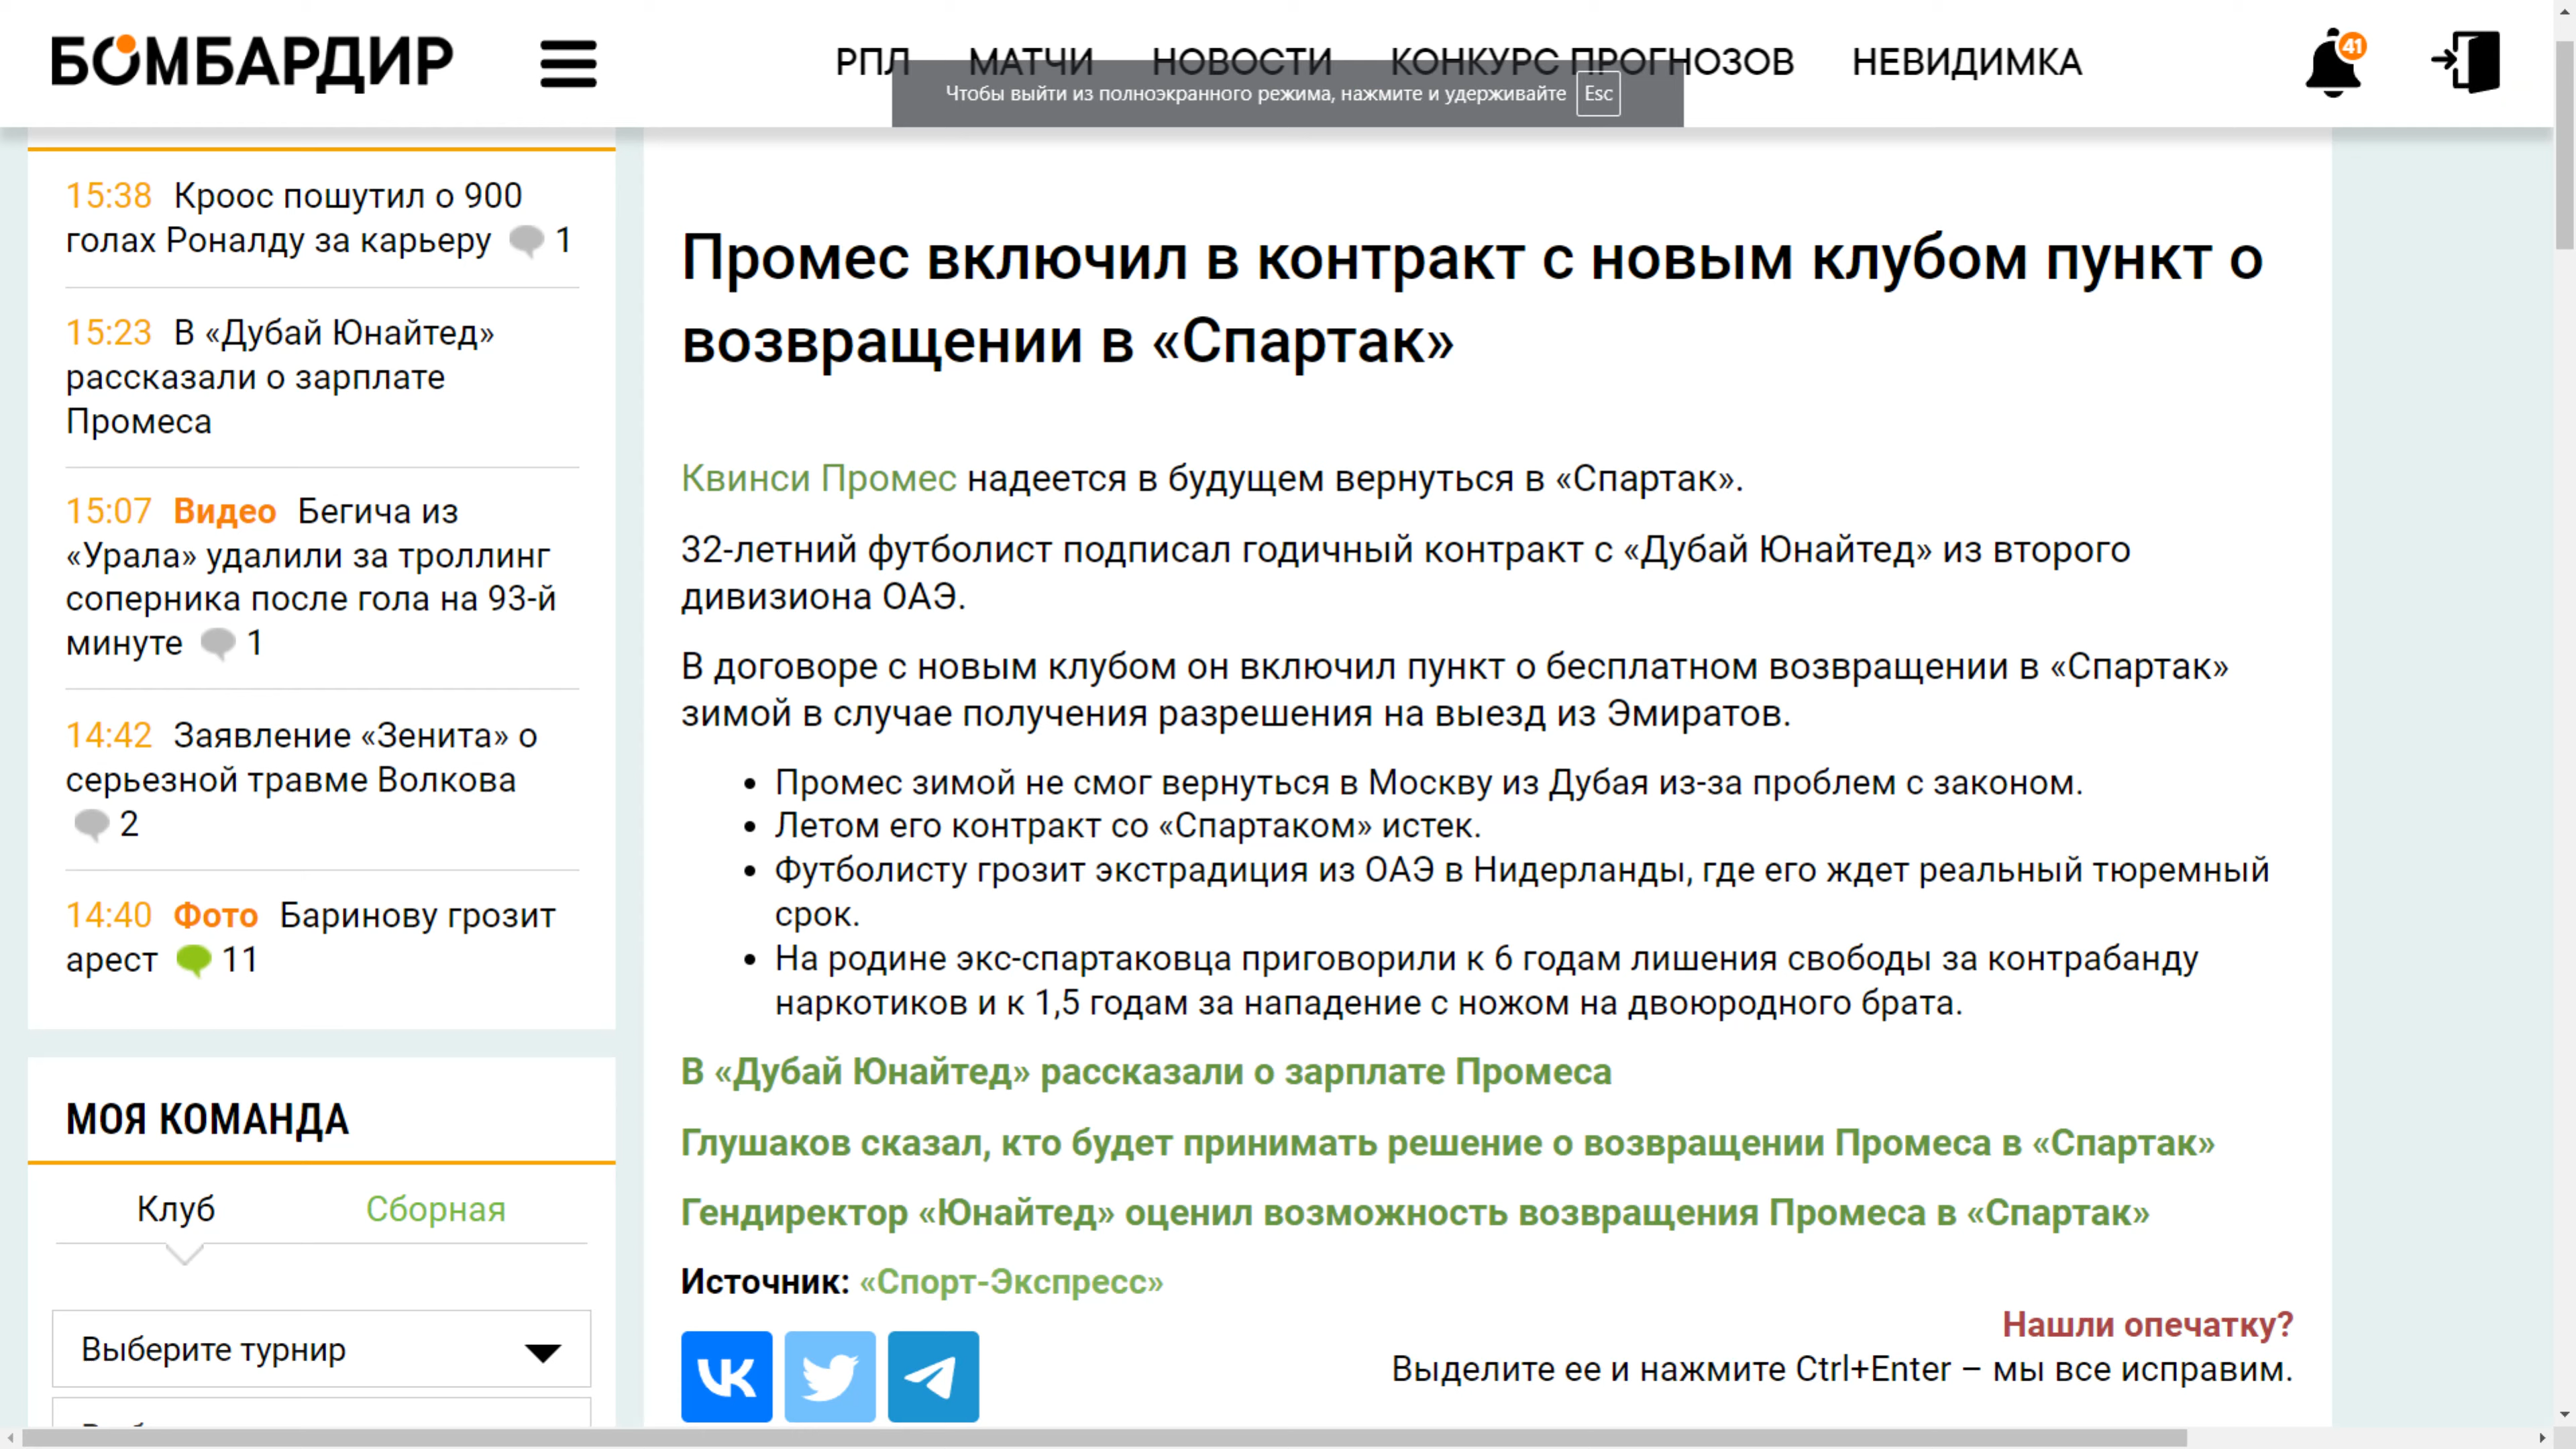 БОМБАРДИР
РПЛ МАТЧИ НОВОСТИ КОНКУРС ПРОГНОЗОВ НЕВИДИМКА
41
Чтобы выйти из полноэкранного режима, нажмите и удерживайте Esc
15:38 Кроос пошутил о 900
голах Роналду за карьеру 1
15:23 В «Дубай Юнайтед»
рассказали о зарплате
Промеса
15:07 Видео Бегича из
«Урала» удалили за троллинг
соперника после гола на 93-й
минуте 1
14:42 Заявление «Зенита» о
серьезной травме Волкова
2
14:40 Фото Баринову грозит
арест 11
МОЯ КОМАНДА
Клуб Сборная
Выберите турнир
Промес включил в контракт с новым клубом пункт о
возвращении в «Спартак»
Квинси Промес надеется в будущем вернуться в «Спартак».
32-летний футболист подписал годичный контракт с «Дубай Юнайтед» из второго
дивизиона ОАЭ.
В договоре с новым клубом он включил пункт о бесплатном возвращении в «Спартак»
зимой в случае получения разрешения на выезд из Эмиратов.
• Промес зимой не смог вернуться в Москву из Дубая из-за проблем с законом.
• Летом его контракт со «Спартаком» истек.
• Футболисту грозит экстрадиция из ОАЭ в Нидерланды, где его ждет реальный тюремный
срок.
• На родине экс-спартаковца приговорили к 6 годам лишения свободы за контрабанду
наркотиков и к 1,5 годам за нападение с ножом на двоюродного брата.
В «Дубай Юнайтед» рассказали о зарплате Промеса
Глушаков сказал, кто будет принимать решение о возвращении Промеса в «Спартак»
Гендиректор «Юнайтед» оценил возможность возвращения Промеса в «Спартак»
Источник: «Спорт-Экспресс»
Нашли опечатку?
Выделите ее и нажмите Ctrl+Enter – мы все исправим.